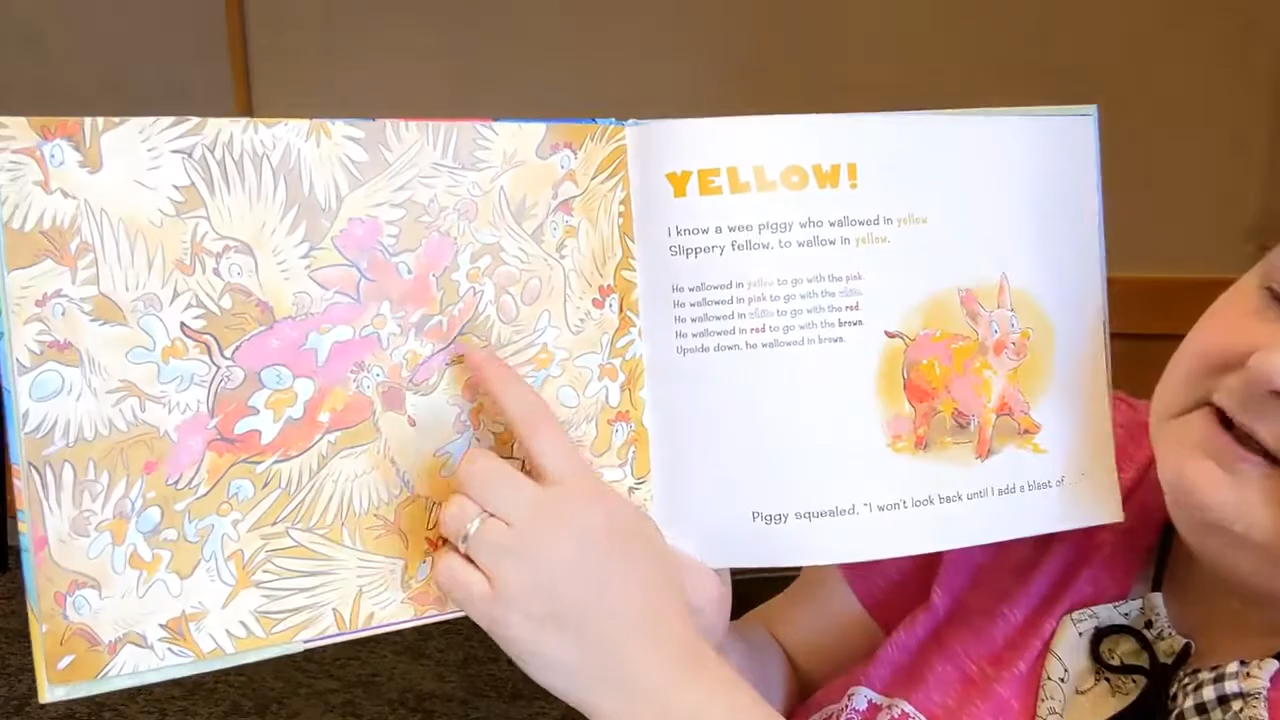 YELLOW!
I know a wee piggy who wallowed in yellow
Slippery fellow, to wallow in yellow.
He wallowed in yellow to go with the pink.
He wallowed in pink to go with the
He wallowed in to go with the red.
He wallowed in red to go with the brown.
Upside down, he wallowed in brown.
Piggy squealed, "I won't look back until I add a blast of . . ."